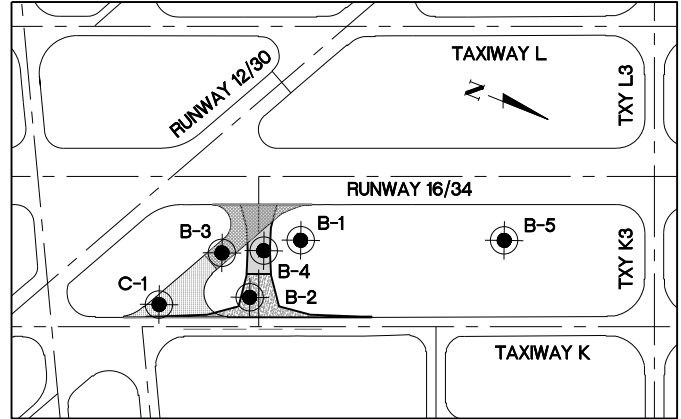 TAXIWAY L
RUNWAY 12/30
N
TXY L3
RUNWAY 16/34
B-3
B-1
B-5
B-4
C-1
B-2
TXY K3
TAXIWAY K